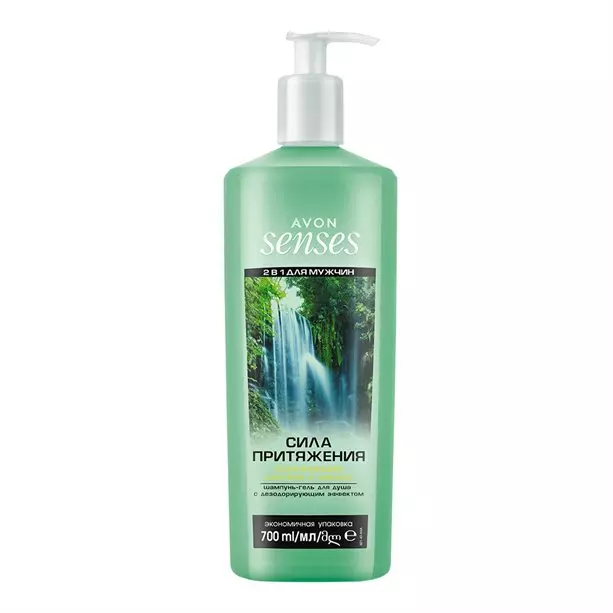 AVON
senses
2 В 1 ДЛЯ МУЖЧИН
СИЛА
ПРИТЯЖЕНИЯ
шампунь-гель для душа
с дезодорирующим эффектом
экономичная упаковка
700 ml/мл/მლ ℮